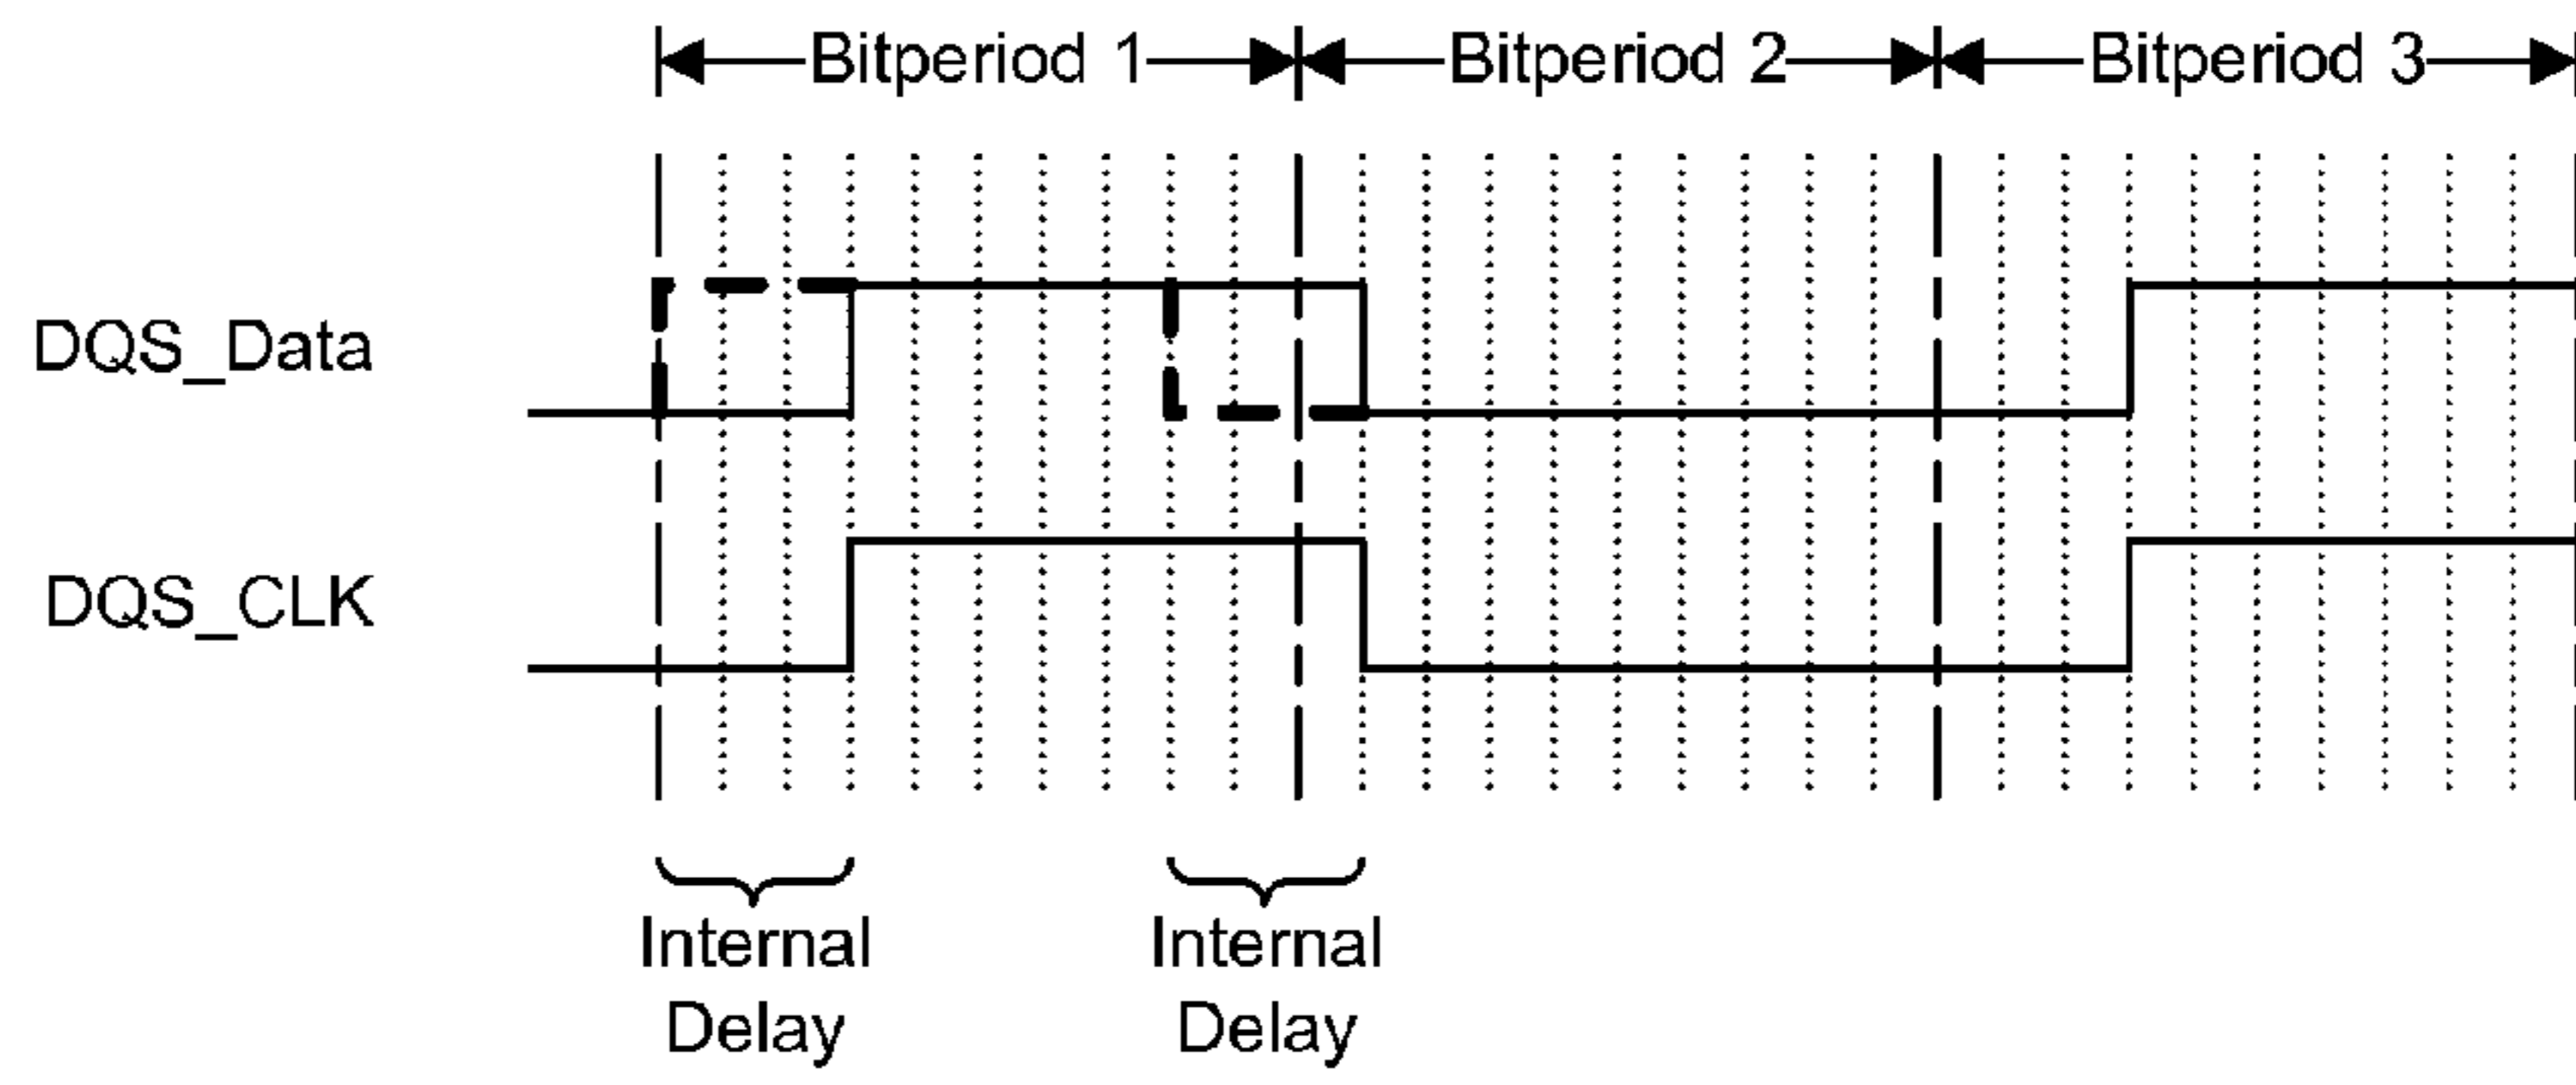 Bitperiod 1 Bitperiod 2 Bitperiod 3
DQS_Data
DQS_CLK
Internal Internal
Delay Delay